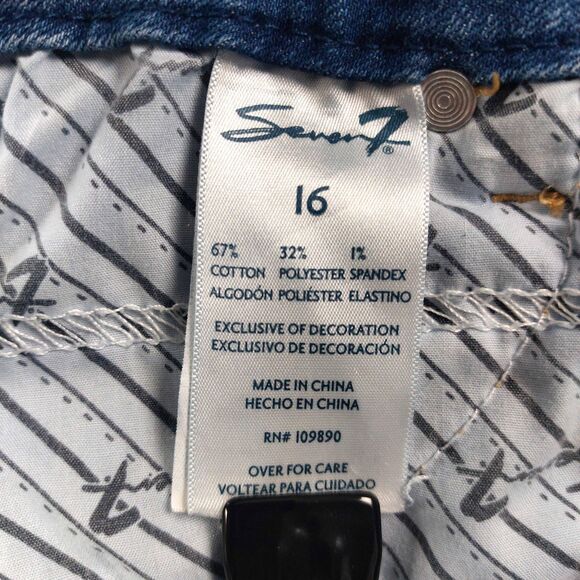 Seven7®
16
67% 32% 1%
COTTON POLYESTER SPANDEX
ALGODÓN POLIÉSTER ELASTINO
EXCLUSIVE OF DECORATION
EXCLUSIVO DE DECORACIÓN
MADE IN CHINA
HECHO EN CHINA
RN# 109890
OVER FOR CARE
VOLTEAR PARA CUIDADO